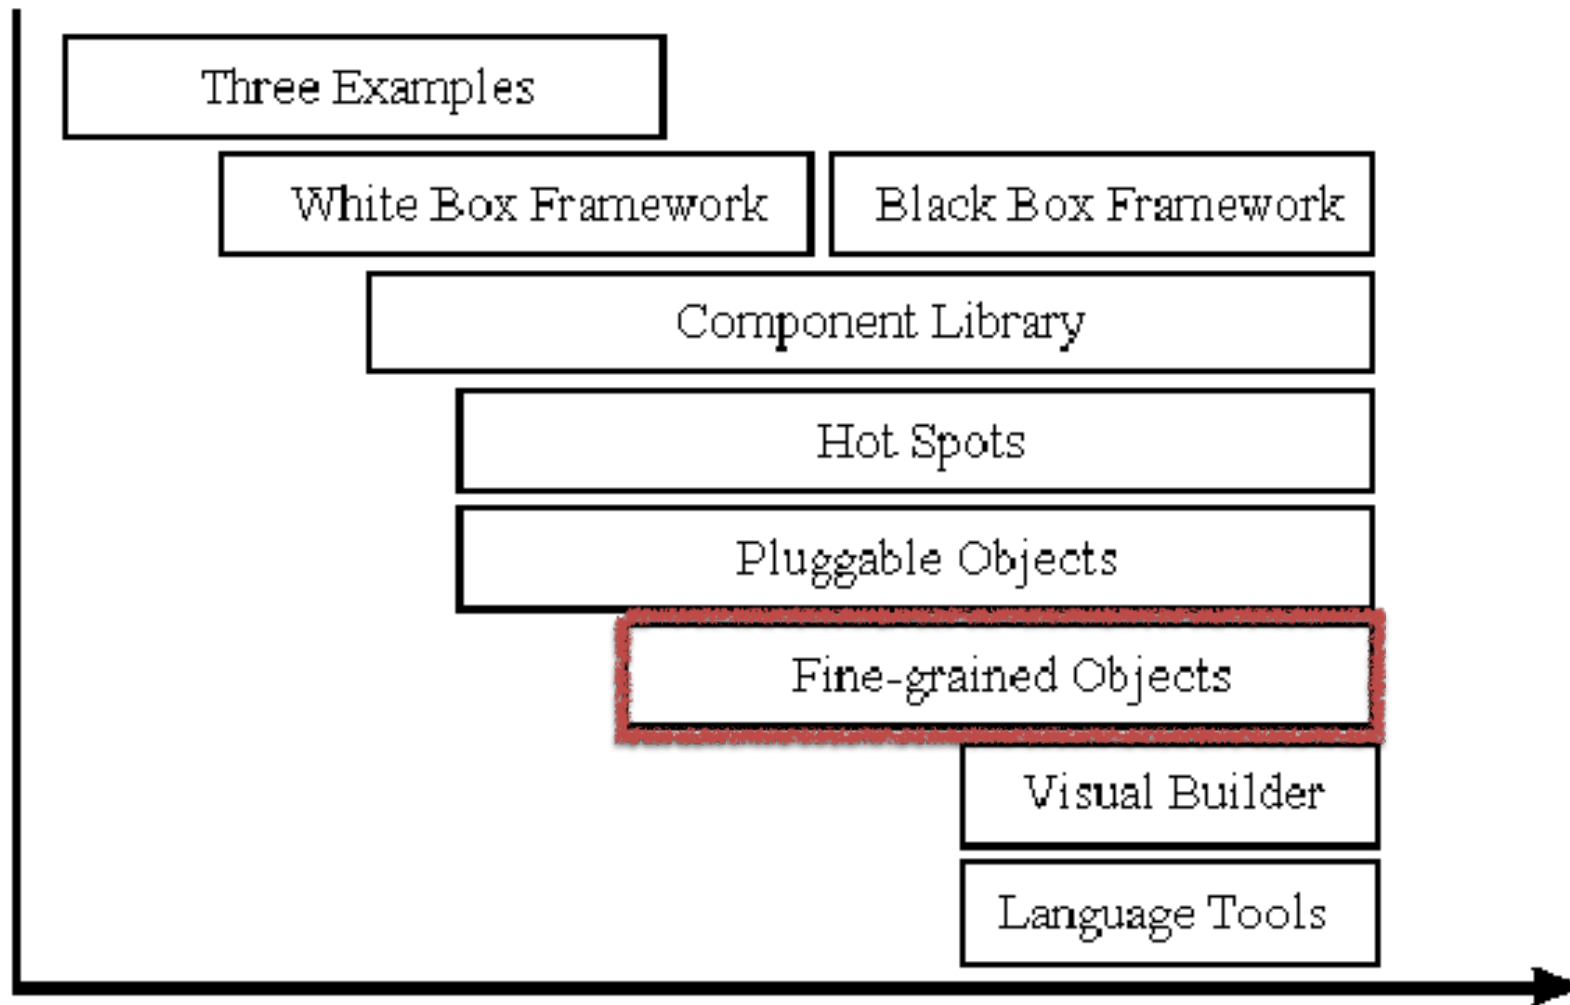 Three Examples
White Box Framework
Black Box Framework
Component Library
Hot Spots
Pluggable Objects
Fine-grained Objects
Visual Builder
Language Tools